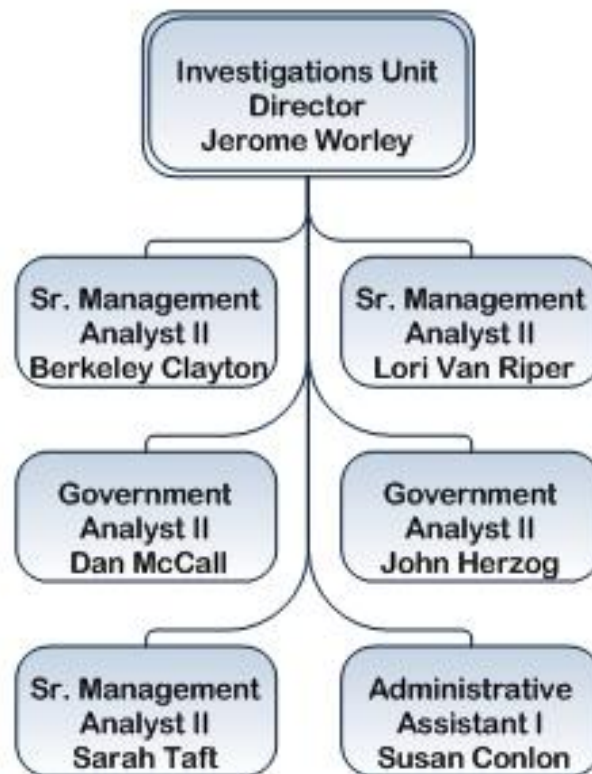 Investigations Unit
Director
Jerome Worley
Sr. Management
Analyst II
Berkeley Clayton
Sr. Management
Analyst II
Lori Van Riper
Government
Analyst II
Dan McCall
Government
Analyst II
John Herzog
Sr. Management
Analyst II
Sarah Taft
Administrative
Assistant I
Susan Conlon